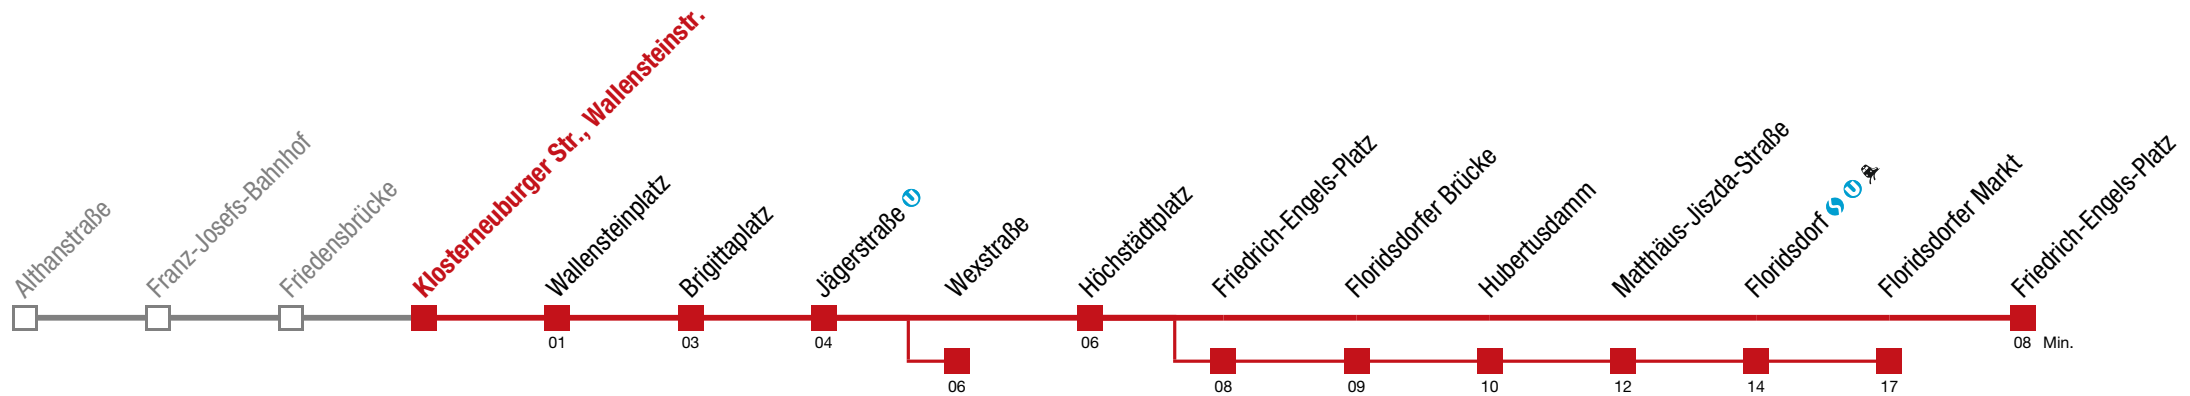 Althanstraße
Franz-Josefs-Bahnhof
Friedensbrücke
Klosterneuburger Str., Wallensteinstr.
Wallensteinplatz
Brigittaplatz
Jägerstraße U
Wexstraße
Höchstädtplatz
Friedrich-Engels-Platz
Floridsdorfer Brücke
Hubertusdamm
Matthäus-Jiszda-Straße
Floridsdorf S U
Floridsdorfer Markt
Friedrich-Engels-Platz
01 03 04 06 08 Min.
06 08 09 10 12 14 17